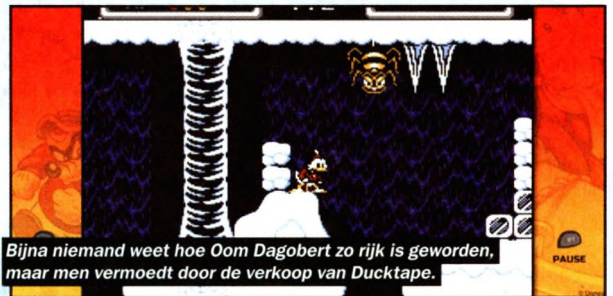 Bijna niemand weet hoe Oom Dagobert zo rijk is geworden,
maar men vermoedt door de verkoop van Ducktape.
PAUSE
© Disney